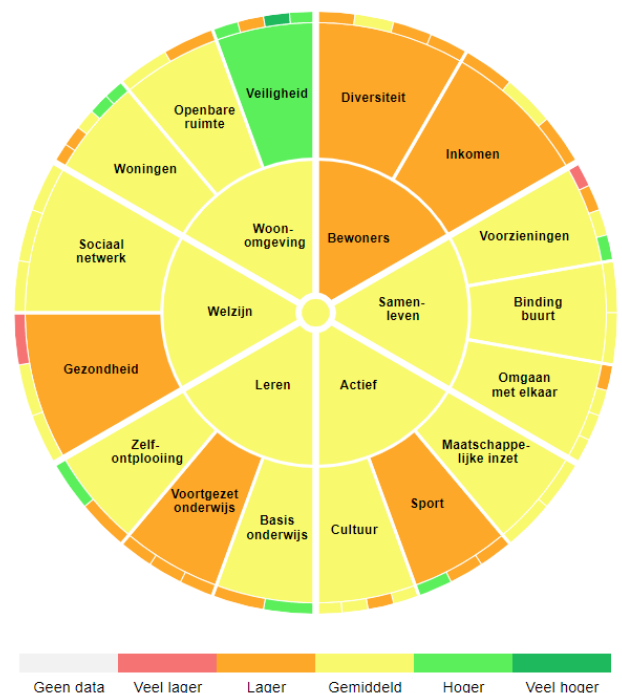 Veiligheid
Diversiteit
Openbare
ruimte
Inkomen
Woningen
Woon-
omgeving
Bewoners
Voorzieningen
Sociaal
netwerk
Welzijn
Samen-
leven
Binding
buurt
Gezondheid
Leren
Actief
Omgaan
met elkaar
Zelf-
ontplooiing
Maatschappe-
lijke inzet
Voortgezet
onderwijs
Sport
Basis
onderwijs
Cultuur
Geen data
Veel lager
Lager
Gemiddeld
Hoger
Veel hoger